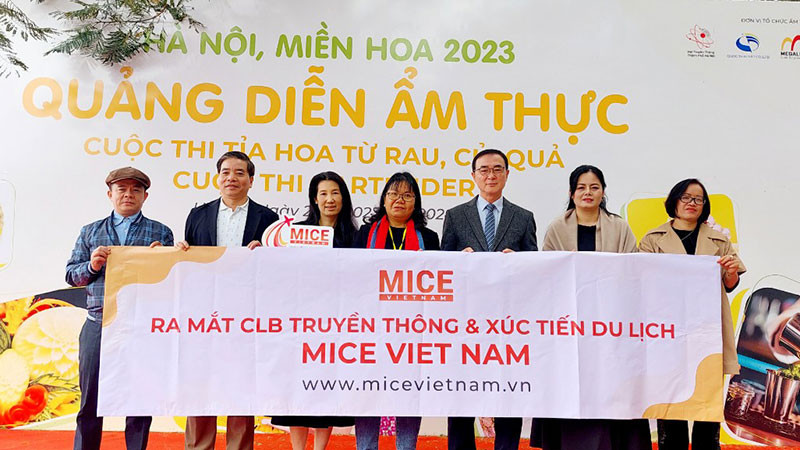 HÀ NỘI, MIỀN HOA 2023
ĐƠN VỊ TỔ CHỨC
QUẢNG DIỄN ẨM THỰC
CUỘC THI TỈA HOA TỪ RAU, CỦ, QUẢ
THI
MICE
VIETNAM
MICE
VIETNAM
RA MẮT CLB TRUYỀN THÔNG & XÚC TIẾN DU LỊCH
MICE VIET NAM
www.micevietnam.vn